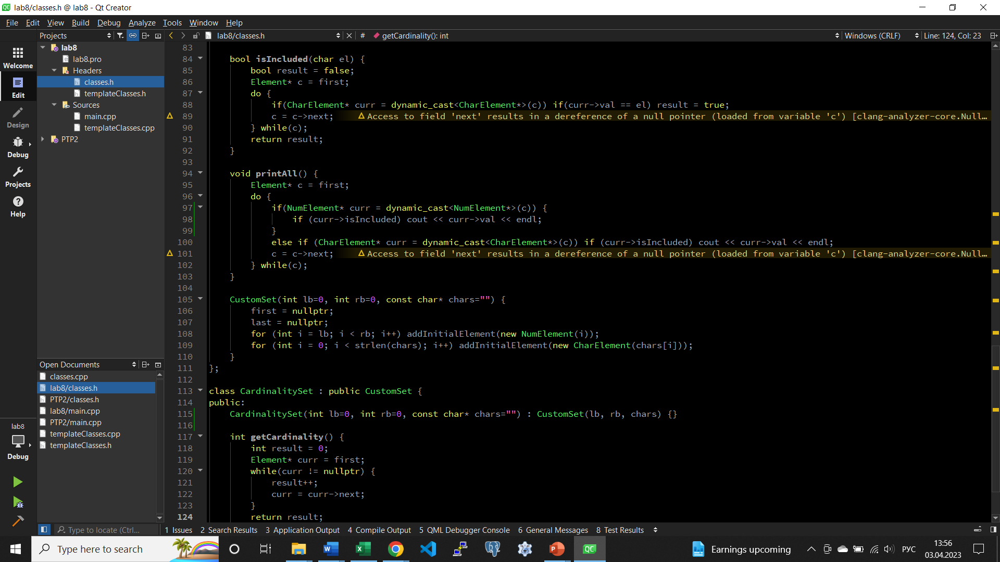 lab8/classes.h @ lab8 - Qt Creator
File Edit View Build Debug Analyze Tools Window Help
Projects
lab8/classes.h
# getCardinality(): int
Windows (CRLF)
Line: 124, Col: 23
Welcome
Edit
Design
Debug
Projects
Help
lab8
Debug
lab8
lab8.pro
Headers
classes.h
templateClasses.h
Sources
main.cpp
templateClasses.cpp
PTP2
Open Documents
classes.cpp
lab8/classes.h
PTP2/classes.h
lab8/main.cpp
PTP2/main.cpp
templateClasses.cpp
templateClasses.h
83
84 bool isIncluded(char el) {
85 bool result = false;
86 Element* c = first;
87 do {
88 if(CharElement* curr = dynamic_cast<CharElement*>(c)) if(curr->val == el) result = true;
89 c = c->next; Access to field 'next' results in a dereference of a null pointer (loaded from variable 'c') [clang-analyzer-core.Null…
90 } while(c);
91 return result;
92 }
93
94 void printAll() {
95 Element* c = first;
96 do {
97 if(NumElement* curr = dynamic_cast<NumElement*>(c)) {
98 if (curr->isIncluded) cout << curr->val << endl;
99 }
100 else if (CharElement* curr = dynamic_cast<CharElement*>(c)) if (curr->isIncluded) cout << curr->val << endl;
101 c = c->next; Access to field 'next' results in a dereference of a null pointer (loaded from variable 'c') [clang-analyzer-core.Null…
102 } while(c);
103 }
104
105 CustomSet(int lb=0, int rb=0, const char* chars="") {
106 first = nullptr;
107 last = nullptr;
108 for (int i = lb; i < rb; i++) addInitialElement(new NumElement(i));
109 for (int i = 0; i < strlen(chars); i++) addInitialElement(new CharElement(chars[i]));
110 }
111 };
112
113 class CardinalitySet : public CustomSet {
114 public:
115 CardinalitySet(int lb=0, int rb=0, const char* chars="") : CustomSet(lb, rb, chars) {}
116
117 int getCardinality() {
118 int result = 0;
119 Element* curr = first;
120 while(curr != nullptr) {
121 result++;
122 curr = curr->next;
123 }
124 return result;
Type to locate (Ctrl...
1 Issues 2 Search Results 3 Application Output 4 Compile Output 5 QML Debugger Console 6 General Messages 8 Test Results
Type here to search
Earnings upcoming
РУС
13:56
03.04.2023